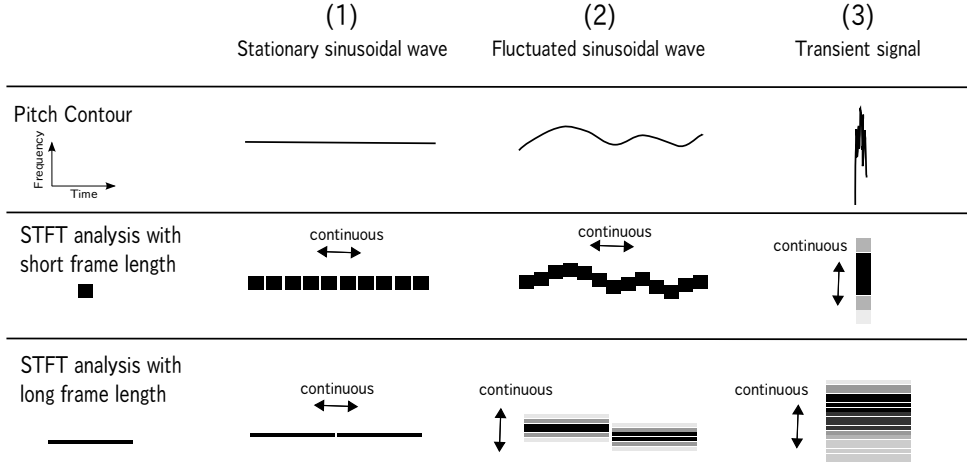 (1)
(2)
(3)
Stationary sinusoidal wave
Fluctuated sinusoidal wave
Transient signal
Pitch Contour
Frequency
Time
STFT analysis with
short frame length
continuous
continuous
continuous
STFT analysis with
long frame length
continuous
continuous
continuous